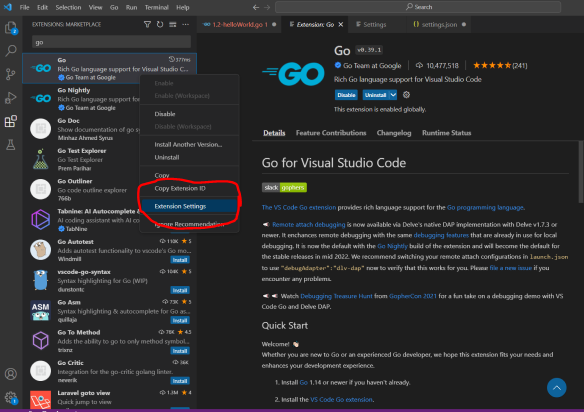 File Edit Selection View Go Run Terminal Help
Search
EXTENSIONS: MARKETPLACE
go
Go 377ms
Rich Go language support for Visual Studio C...
Go Team at Google
Go Nightly
Rich Go language support for V
Go Team at Google
Go Doc
Show documentation of go sy
Minhaz Ahmed Syrus
Go Test Explorer
Go Test Explorer
Prem Parihar
Go Outliner
Go code outline explorer
766b
Tabnine: AI Autocomplete &
AI coding assistant with AI co
TabNine
Go Autotest 110K 5
Automated autotest functionality to vscode's Go mo...
Windmill Install
vscode-go-syntax 104K 5
Syntax highlighting for Go (WIP)
dunstontc Install
Go Asm 73K 5
Syntax highlighting & autocomplete for Go as...
quillaja Install
Go To Method 78K 4.5
Adds the ability to go to only method symbol...
trixnz Install
Go Critic 36K
Integration for the go-critic golang linter.
neverik Install
Laravel goto view 1.3M 4
Quick jump to view
Enable
Enable (Workspace)
Disable
Disable (Workspace)
Install Another Version...
Uninstall
Copy
Copy Extension ID
Extension Settings
Ignore Recommendation
1.2-helloWorld.go 1
Extension: Go
Settings
settings.json
Go v0.39.1
Go Team at Google 10,477,518 (241)
Rich Go language support for Visual Studio Code
Disable Uninstall
This extension is enabled globally.
Details Feature Contributions Changelog Runtime Status
Go for Visual Studio Code
slack gophers
The VS Code Go extension provides rich language support for the Go programming language.
Remote attach debugging is now available via Delve's native DAP implementation with Delve v1.7.3 or
newer. It enhances remote debugging with the same debugging features that are already in use for local
debugging. It is now the default with the Go Nightly build of the extension and will become the default for
the stable releases in mid 2022. We recommend switching your remote attach configurations in launch.json
to use "debugAdapter":"dlv-dap" now to verify that this works for you. Please file a new issue if you
encounter any problems.
Watch Debugging Treasure Hunt from GopherCon 2021 for a fun take on a debugging demo with VS
Code Go and Delve DAP.
Quick Start
Welcome!
Whether you are new to Go or an experienced Go developer, we hope this extension fits your needs and
enhances your development experience.
1. Install Go 1.14 or newer if you haven't already.
2. Install the VS Code Go extension.